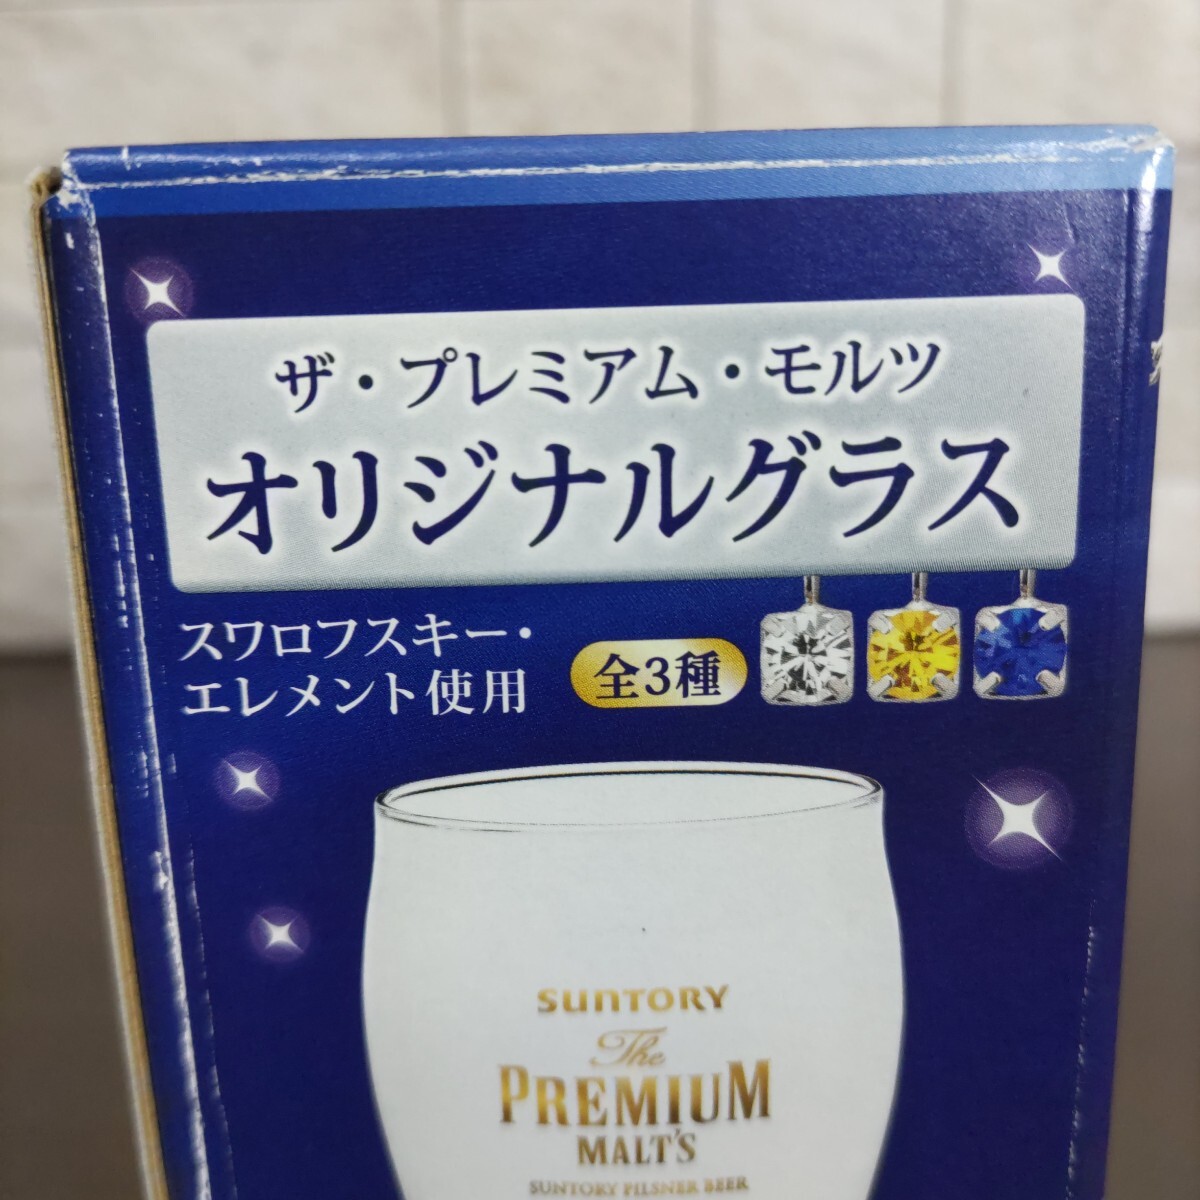 ザ・プレミアム・モルツ
オリジナルグラス
スワロフスキー・
エレメント使用
全3種
SUNTORY
The
PREMIUM
MALT'S
SUNTORY PILSNER BEER